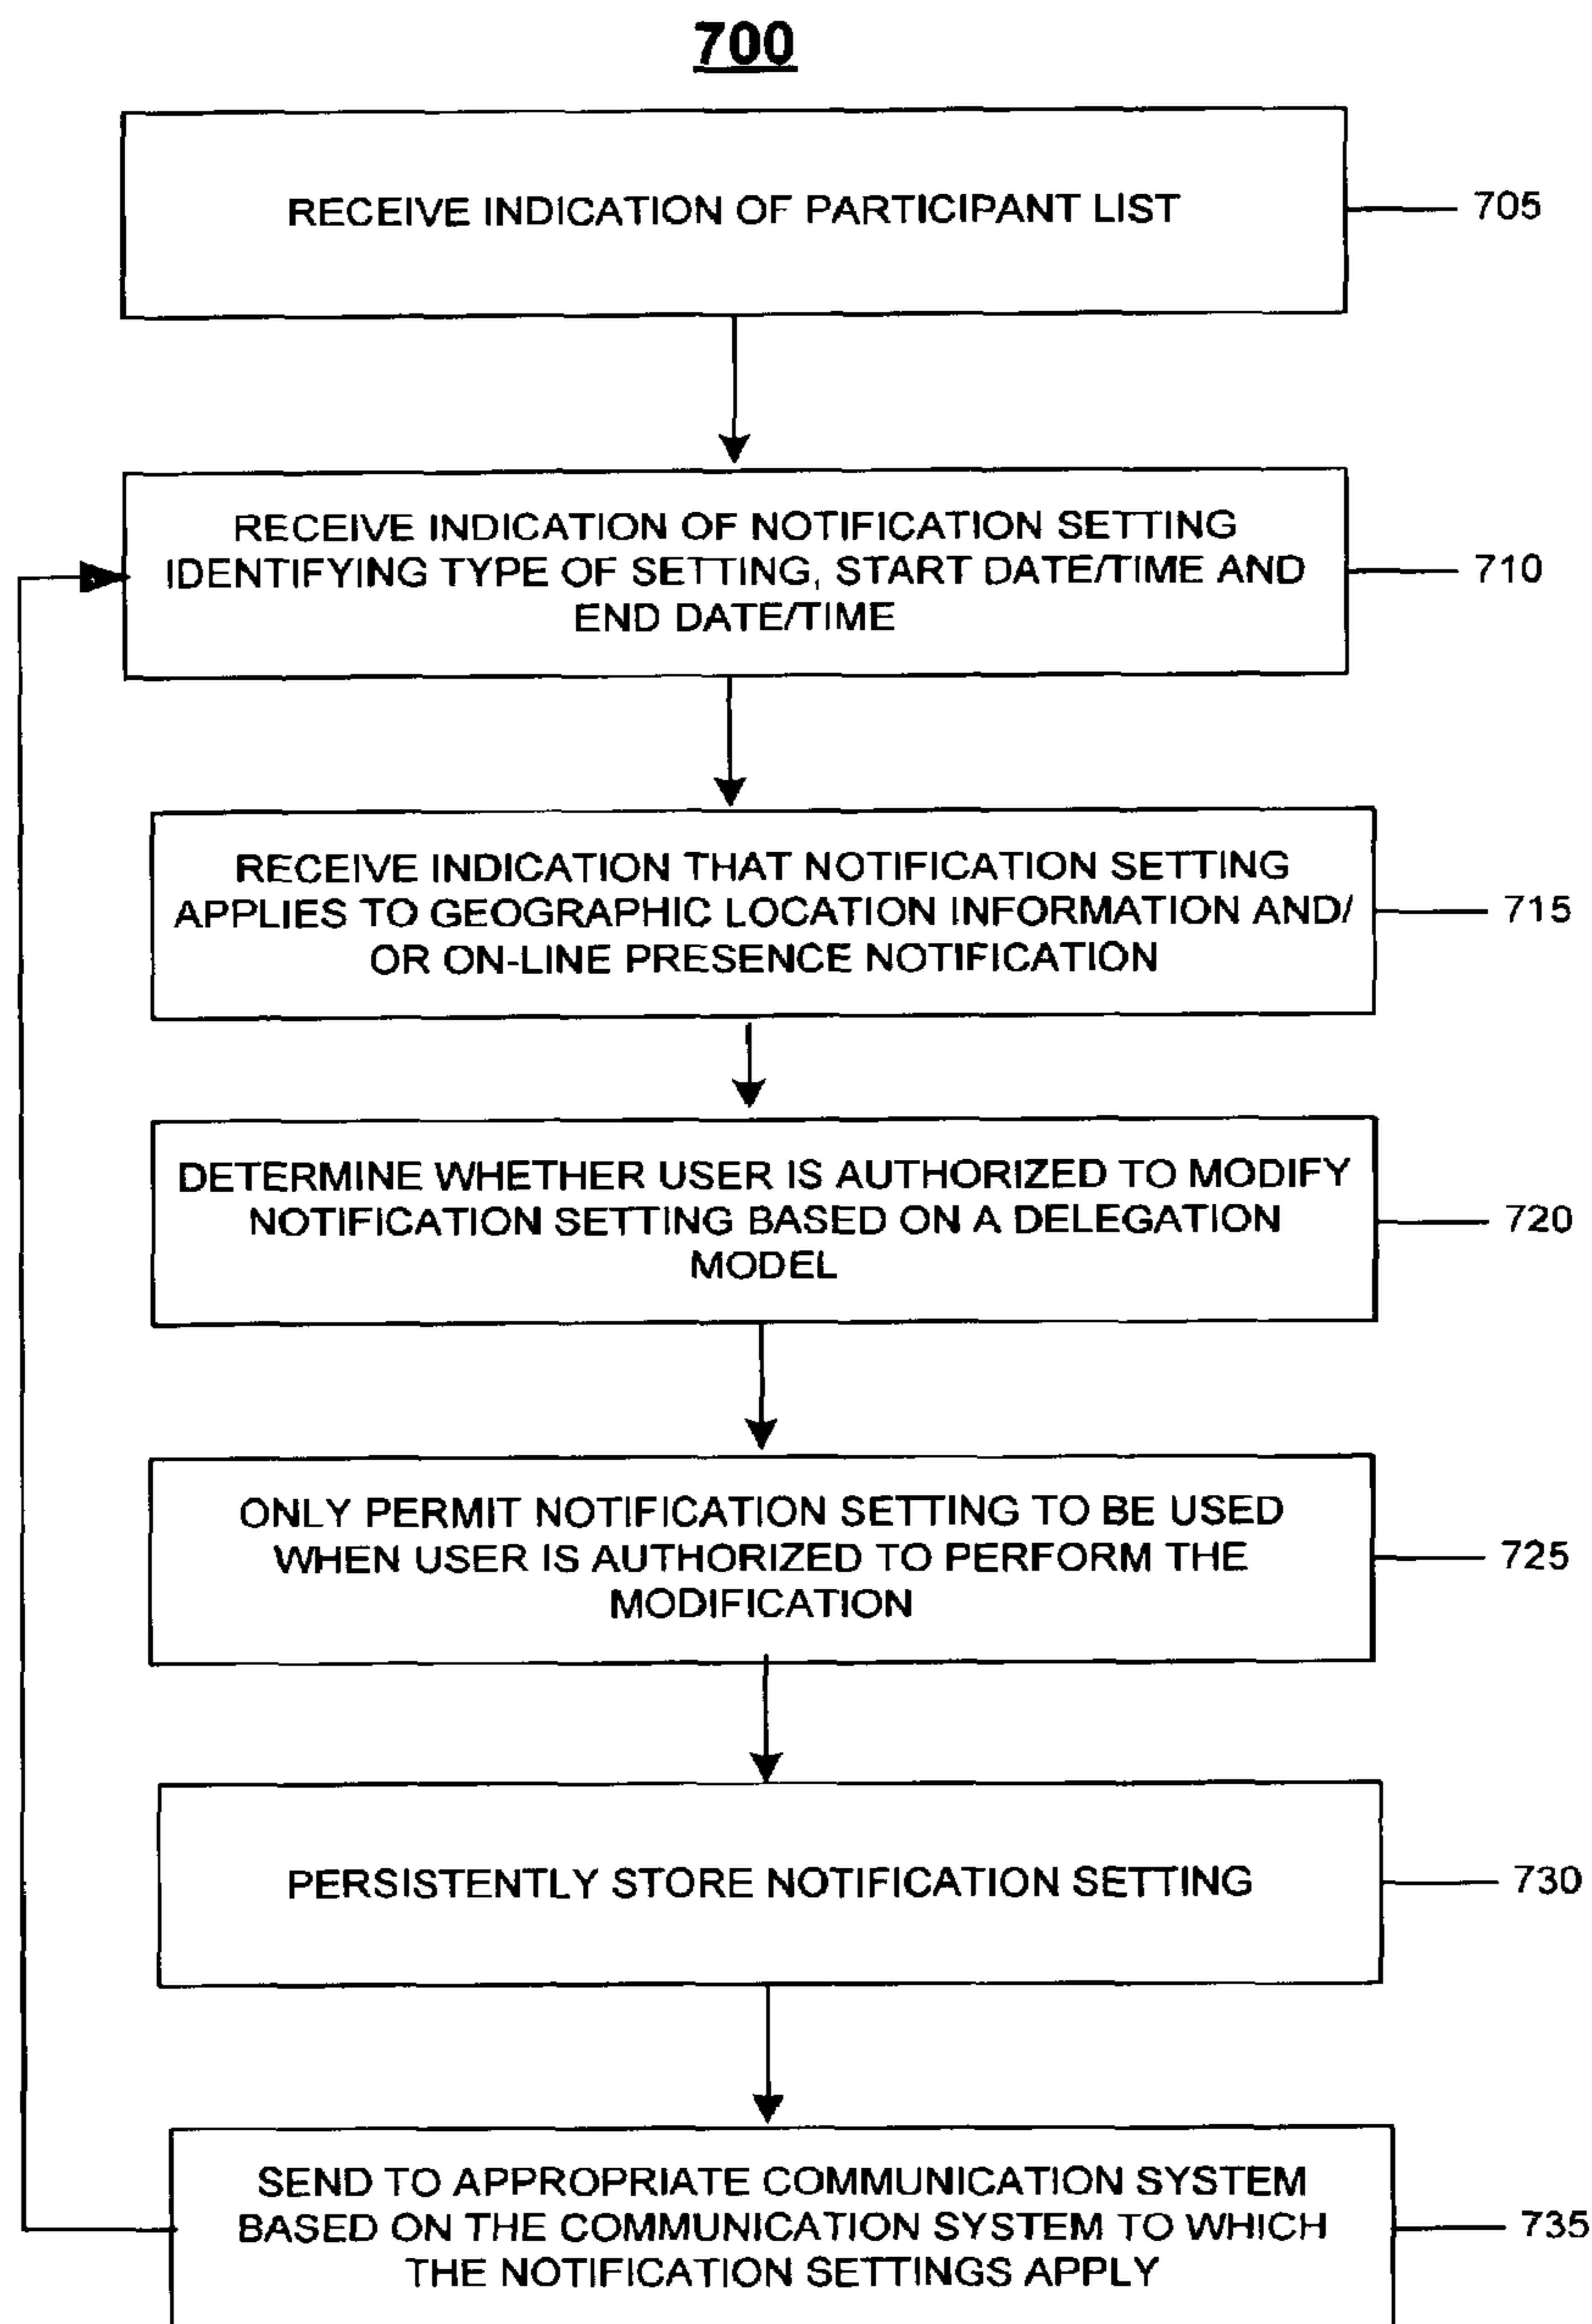 700
RECEIVE INDICATION OF PARTICIPANT LIST
705
RECEIVE INDICATION OF NOTIFICATION SETTING
IDENTIFYING TYPE OF SETTING, START DATE/TIME AND
END DATE/TIME
710
RECEIVE INDICATION THAT NOTIFICATION SETTING
APPLIES TO GEOGRAPHIC LOCATION INFORMATION AND/
OR ON-LINE PRESENCE NOTIFICATION
715
DETERMINE WHETHER USER IS AUTHORIZED TO MODIFY
NOTIFICATION SETTING BASED ON A DELEGATION
MODEL
720
ONLY PERMIT NOTIFICATION SETTING TO BE USED
WHEN USER IS AUTHORIZED TO PERFORM THE
MODIFICATION
725
PERSISTENTLY STORE NOTIFICATION SETTING
730
SEND TO APPROPRIATE COMMUNICATION SYSTEM
BASED ON THE COMMUNICATION SYSTEM TO WHICH
THE NOTIFICATION SETTINGS APPLY
735